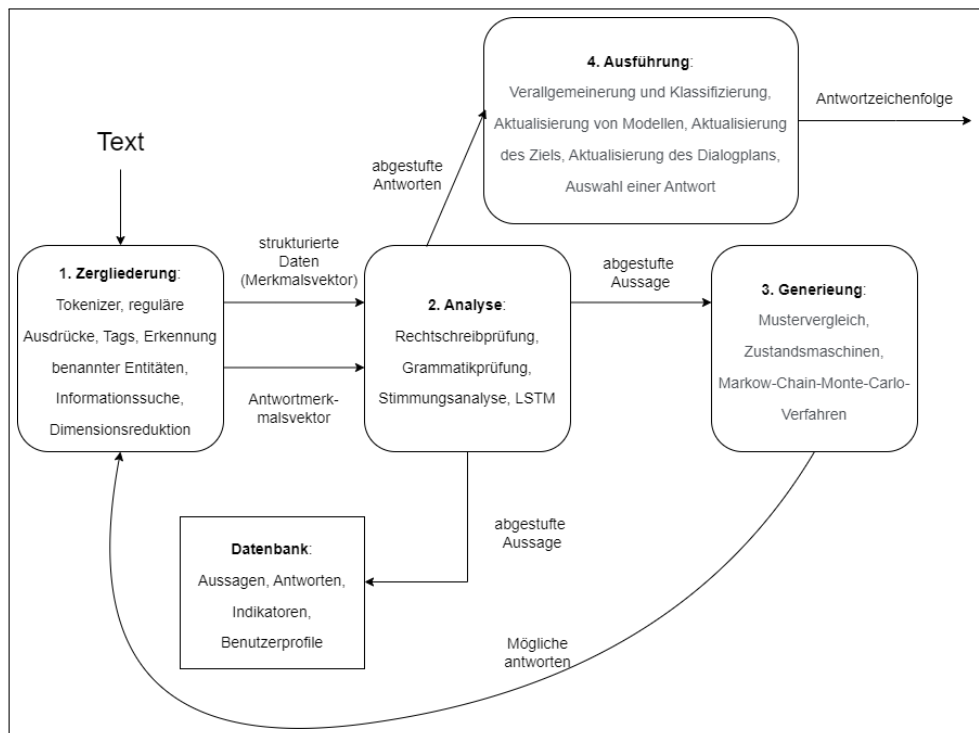 4. Ausführung:
Verallgemeinerung und Klassifizierung,
Aktualisierung von Modellen, Aktualisierung
des Ziels, Aktualisierung des Dialogplans,
Auswahl einer Antwort
Antwortzeichenfolge
Text
abgestufte
Antworten
1. Zergliederung:
Tokenizer, reguläre
Ausdrücke, Tags, Erkennung
benannter Entitäten,
Informationssuche,
Dimensionsreduktion
strukturierte
Daten
(Merkmalsvektor)
Antwortmerk-
malsvektor
2. Analyse:
Rechtschreibprüfung,
Grammatikprüfung,
Stimmungsanalyse, LSTM
abgestufte
Aussage
3. Generieung:
Mustervergleich,
Zustandsmaschinen,
Markow-Chain-Monte-Carlo-
Verfahren
Datenbank:
Aussagen, Antworten,
Indikatoren,
Benutzerprofile
abgestufte
Aussage
Mögliche
antworten